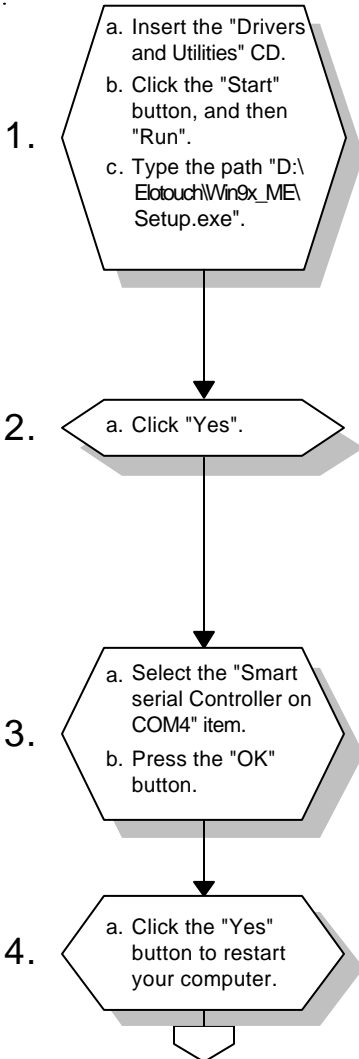 1.
a. Insert the "Drivers
and Utilities" CD.
b. Click the "Start"
button, and then
"Run".
c. Type the path "D:\
Elotouch\Win9x_ME\
Setup.exe".
2.
a. Click "Yes".
3.
a. Select the "Smart
serial Controller on
COM4" item.
b. Press the "OK"
button.
4.
a. Click the "Yes"
button to restart
your computer.